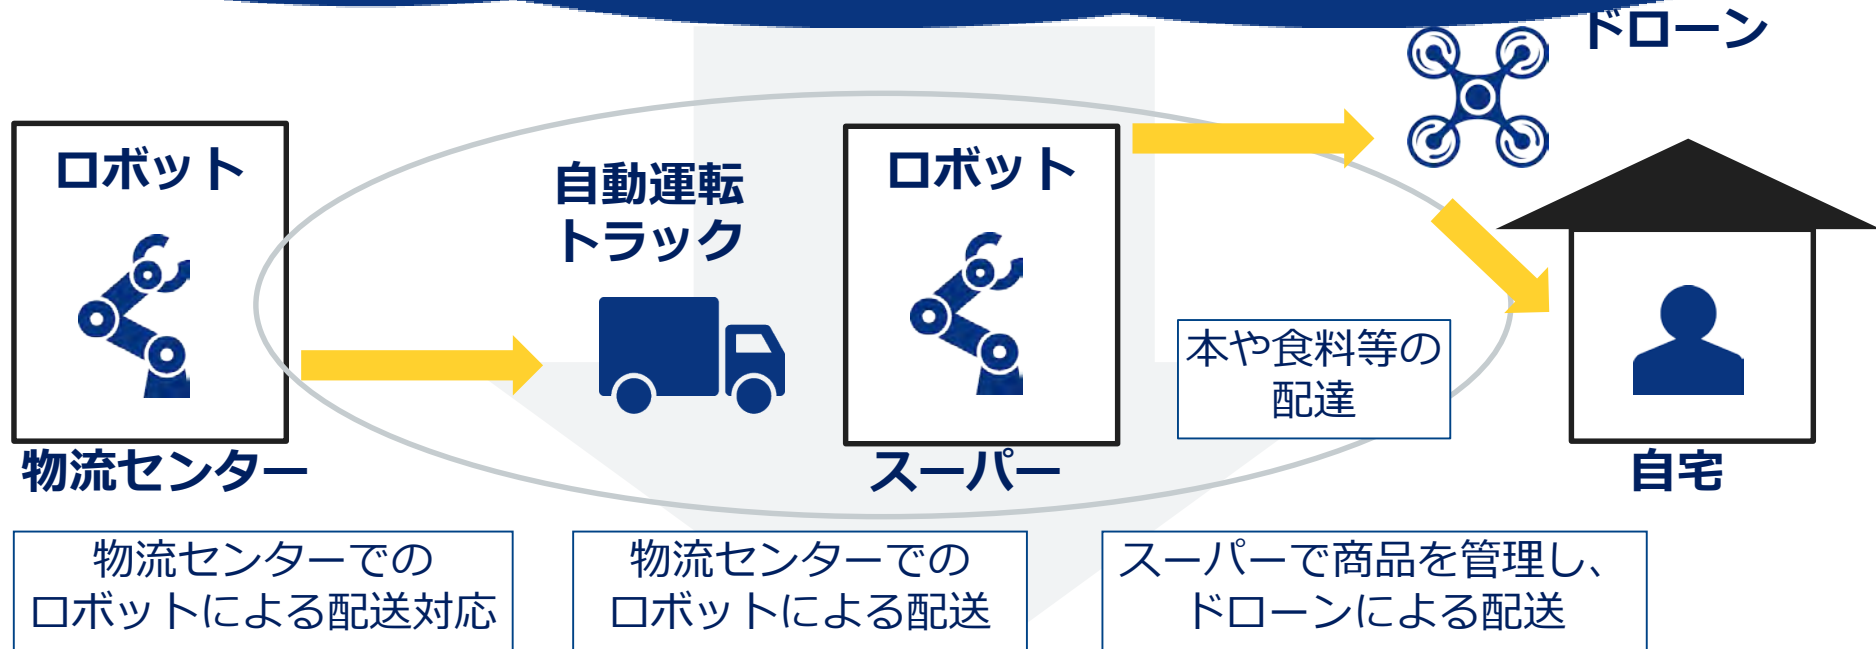 ドローン
ロボット
自動運転
トラック
ロボット
本や食料等の
配達
物流センター
スーパー
自宅
物流センターでの
ロボットによる配送対応
物流センターでの
ロボットによる配送
スーパーで商品を管理し、
ドローンによる配送